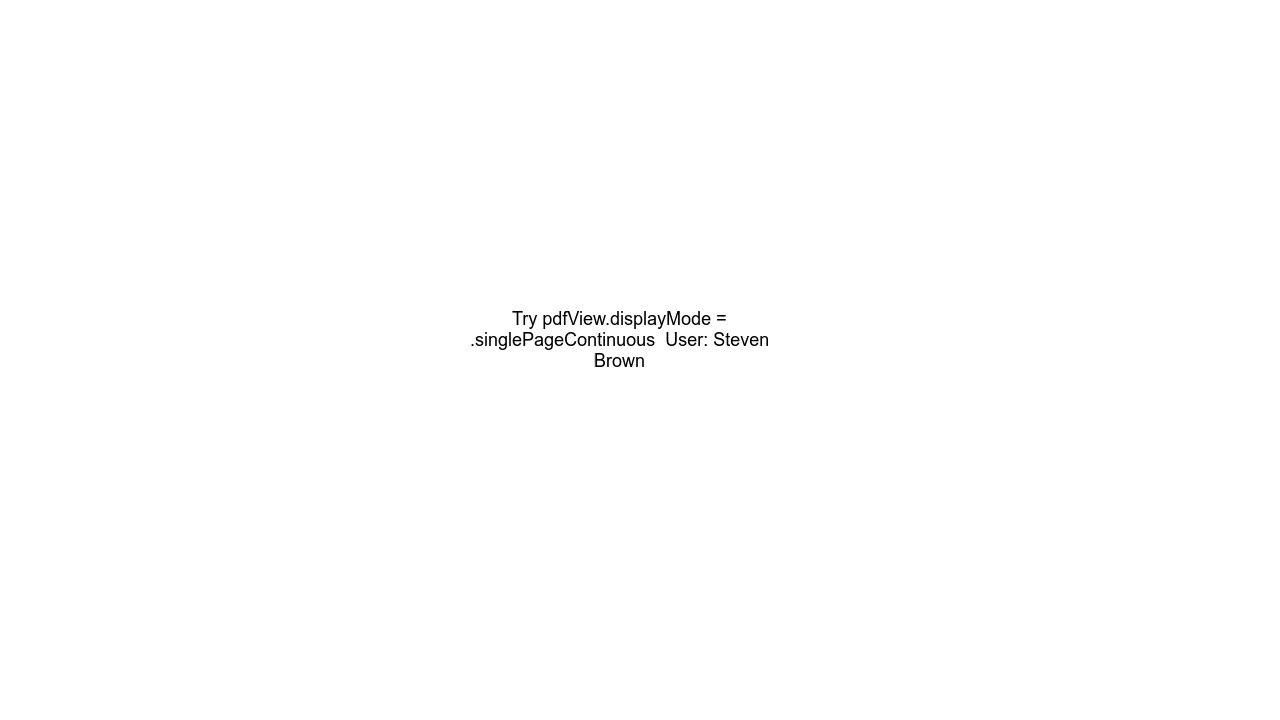 Try pdfView.displayMode =
.singlePageContinuous  User: Steven
Brown